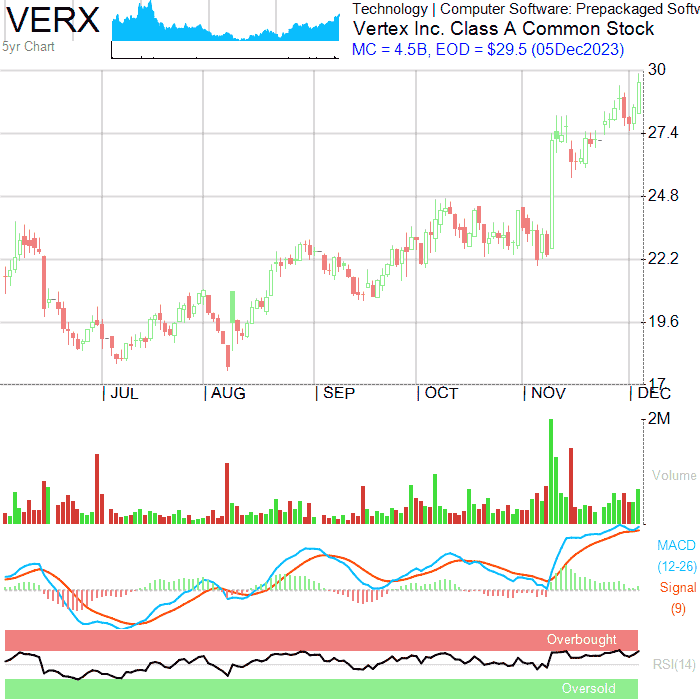 VERX
5yr Chart
Technology | Computer Software: Prepackaged Softw
Vertex Inc. Class A Common Stock
MC = 4.5B, EOD = $29.5 (05Dec2023)
30
27.4
24.8
22.2
19.6
17
JUL AUG SEP OCT NOV DEC
2M
Volume
MACD
(12-26)
Signal
(9)
Overbought
RSI(14)
Oversold